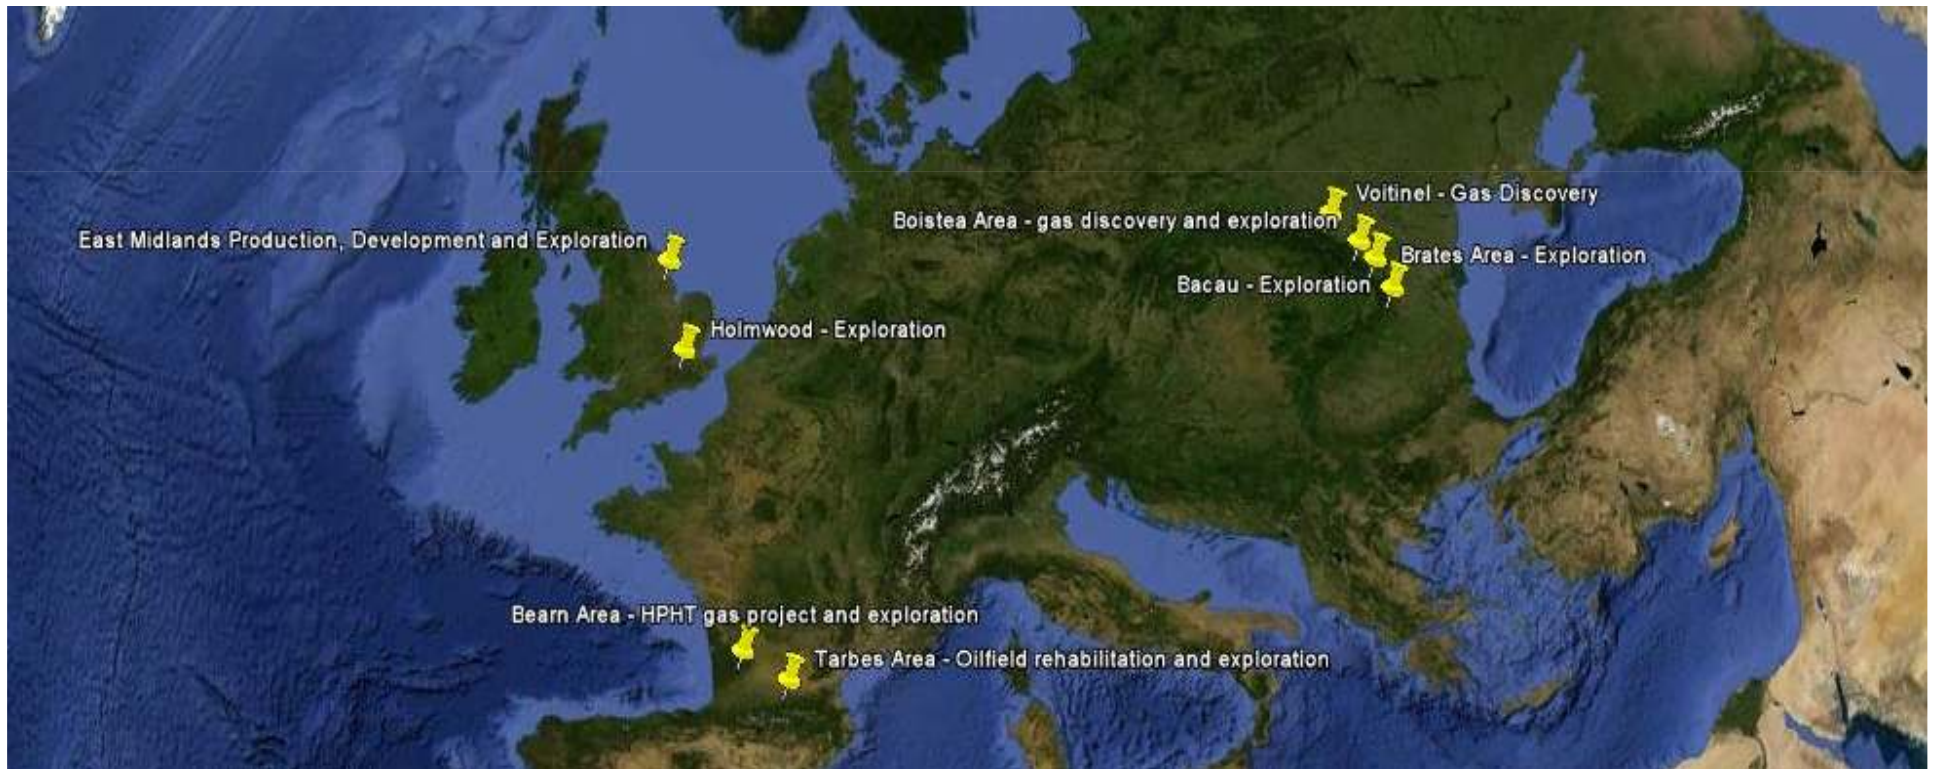 Voitinel - Gas Discovery
Boistea Area - gas discovery and exploration
East Midlands Production, Development and Exploration
Brates Area - Exploration
Bacau - Exploration
Holmwood - Exploration
Bearn Area - HPHT gas project and exploration
Tarbes Area - Oilfield rehabilitation and exploration